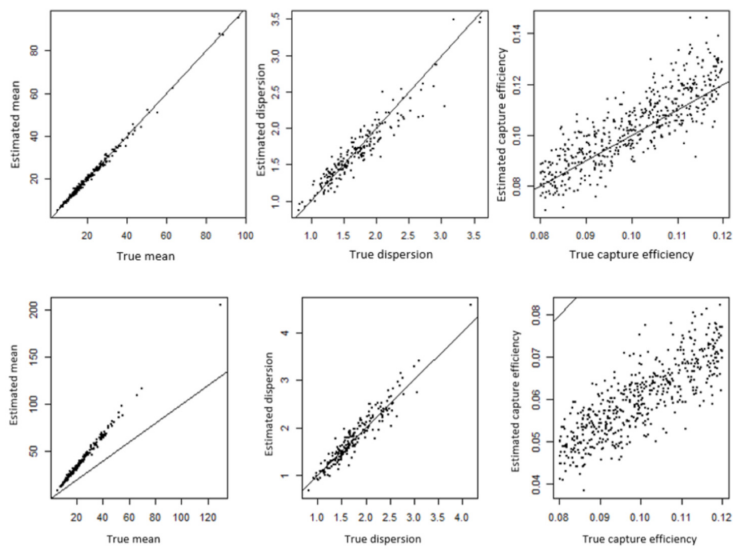 Estimated mean
80
60
40
20
20 40 60 80 100
True mean
Estimated dispersion
3.5
3.0
2.5
2.0
1.5
1.0
1.0 1.5 2.0 2.5 3.0 3.5
True dispersion
Estimated capture efficiency
0.14
0.12
0.10
0.08
0.08 0.09 0.10 0.11 0.12
True capture efficiency
Estimated mean
200
150
100
50
20 40 60 80 100 120
True mean
Estimated dispersion
4
3
2
1
1.0 1.5 2.0 2.5 3.0 3.5 4.0
True dispersion
Estimated capture efficiency
0.08
0.07
0.06
0.05
0.04
0.08 0.09 0.10 0.11 0.12
True capture efficiency